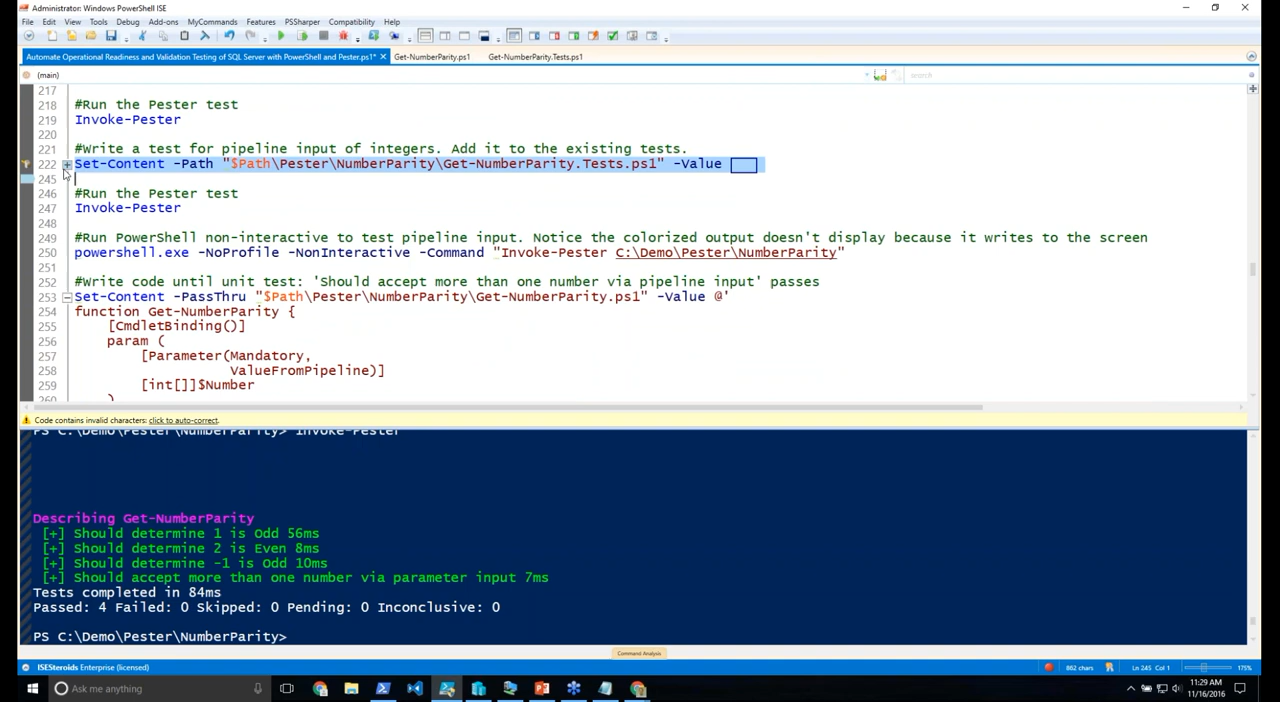 Administrator: Windows PowerShell ISE
File Edit View Tools Debug Add-ons MyCommands Features PSSharper Compatibility Help
Automate Operational Readiness and Validation Testing of SQL Server with PowerShell and Pester.ps1* Get-NumberParity.ps1 Get-NumberParity.Tests.ps1
(main) search
217
218 #Run the Pester test
219 Invoke-Pester
220
221 #Write a test for pipeline input of integers. Add it to the existing tests.
222 Set-Content -Path "$Path\Pester\NumberParity\Get-NumberParity.Tests.ps1" -Value
245
246 #Run the Pester test
247 Invoke-Pester
248
249 #Run PowerShell non-interactive to test pipeline input. Notice the colorized output doesn't display because it writes to the screen
250 powershell.exe -NoProfile -NonInteractive -Command "Invoke-Pester C:\Demo\Pester\NumberParity"
251
252 #Write code until unit test: 'Should accept more than one number via pipeline input' passes
253 Set-Content -PassThru "$Path\Pester\NumberParity\Get-NumberParity.ps1" -Value @'
254 function Get-NumberParity {
255 [CmdletBinding()]
256 param (
257 [Parameter(Mandatory,
258 ValueFromPipeline)]
259 [int[]]$Number
260 )
Code contains invalid characters: click to auto-correct.
PS C:\Demo\Pester\NumberParity> Invoke-Pester
Describing Get-NumberParity
[+] Should determine 1 is Odd 56ms
[+] Should determine 2 is Even 8ms
[+] Should determine -1 is Odd 10ms
[+] Should accept more than one number via parameter input 7ms
Tests completed in 84ms
Passed: 4 Failed: 0 Skipped: 0 Pending: 0 Inconclusive: 0
PS C:\Demo\Pester\NumberParity>
Command Analysis
ISESteroids Enterprise (licensed) 862 chars Ln 245 Col 1 175%
Ask me anything 11:29 AM
11/16/2016